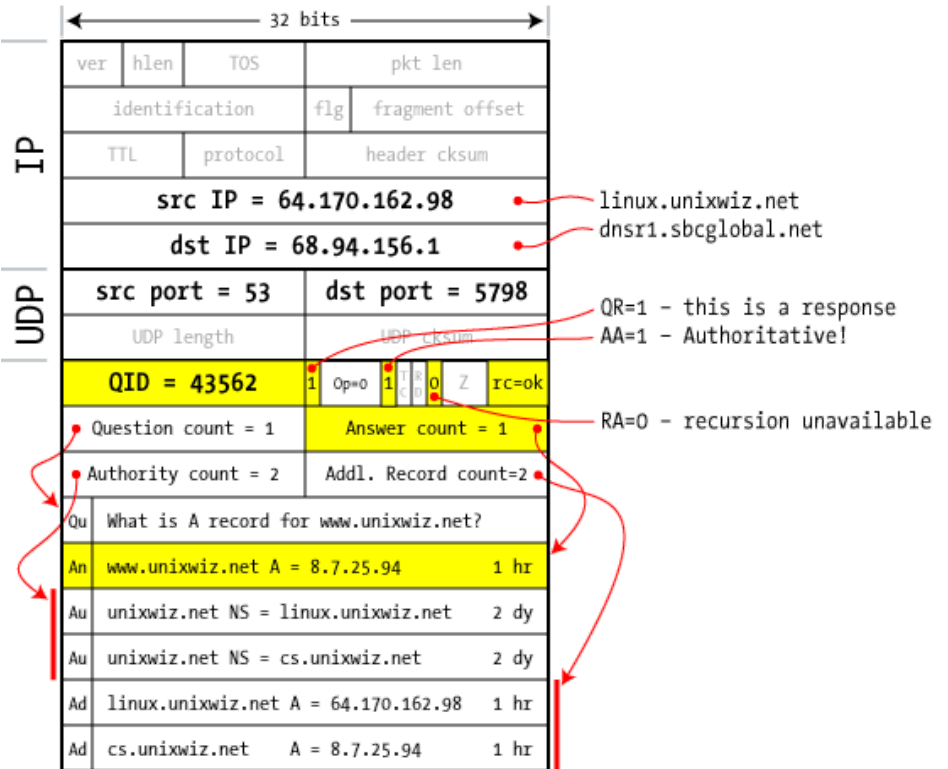 32 bits
IP
ver hlen TOS pkt len
identification flg fragment offset
TTL protocol header cksum
src IP = 64.170.162.98 linux.unixwiz.net
dst IP = 68.94.156.1 dnsr1.sbcglobal.net
UDP
src port = 53 dst port = 5798
UDP length UDP cksum
QR=1 – this is a response
AA=1 – Authoritative!
QID = 43562 1 Op=0 1 TC RD 0 Z rc=ok
RA=0 – recursion unavailable
Question count = 1 Answer count = 1
Authority count = 2 Addl. Record count=2
Qu What is A record for www.unixwiz.net?
An www.unixwiz.net A = 8.7.25.94 1 hr
Au unixwiz.net NS = linux.unixwiz.net 2 dy
Au unixwiz.net NS = cs.unixwiz.net 2 dy
Ad linux.unixwiz.net A = 64.170.162.98 1 hr
Ad cs.unixwiz.net A = 8.7.25.94 1 hr